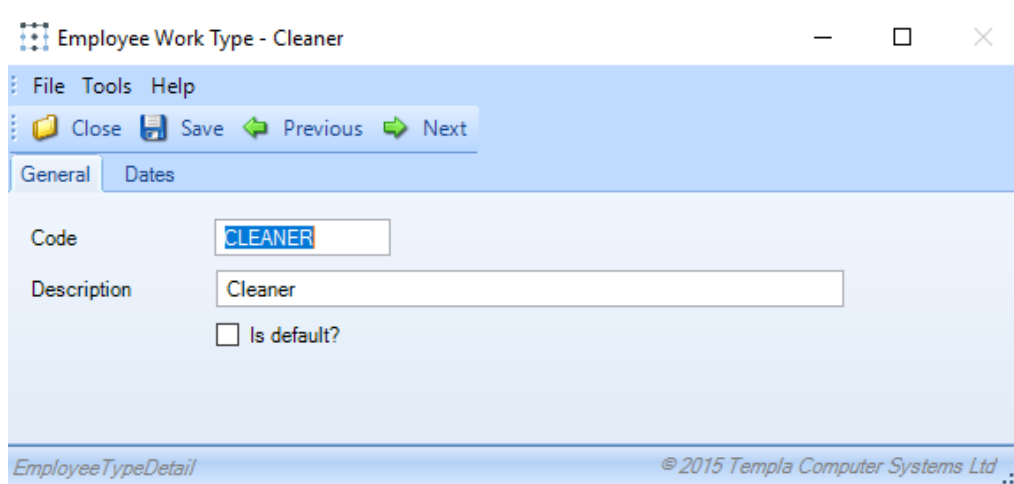 Employee Work Type - Cleaner
File Tools Help
Close Save Previous Next
General Dates
Code CLEANER
Description Cleaner
Is default?
EmployeeTypeDetail © 2015 Templa Computer Systems Ltd